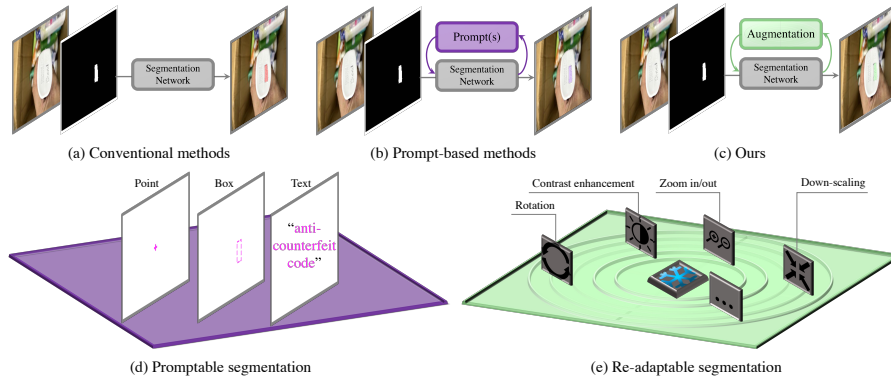 Prompt(s)
Augmentation
Segmentation
Network
Segmentation
Network
Segmentation
Network
(a) Conventional methods
(b) Prompt-based methods
(c) Ours
Point
Box
Text
“anti-
counterfeit
code”
Contrast enhancement
Zoom in/out
Down-scaling
Rotation
(d) Promptable segmentation
(e) Re-adaptable segmentation